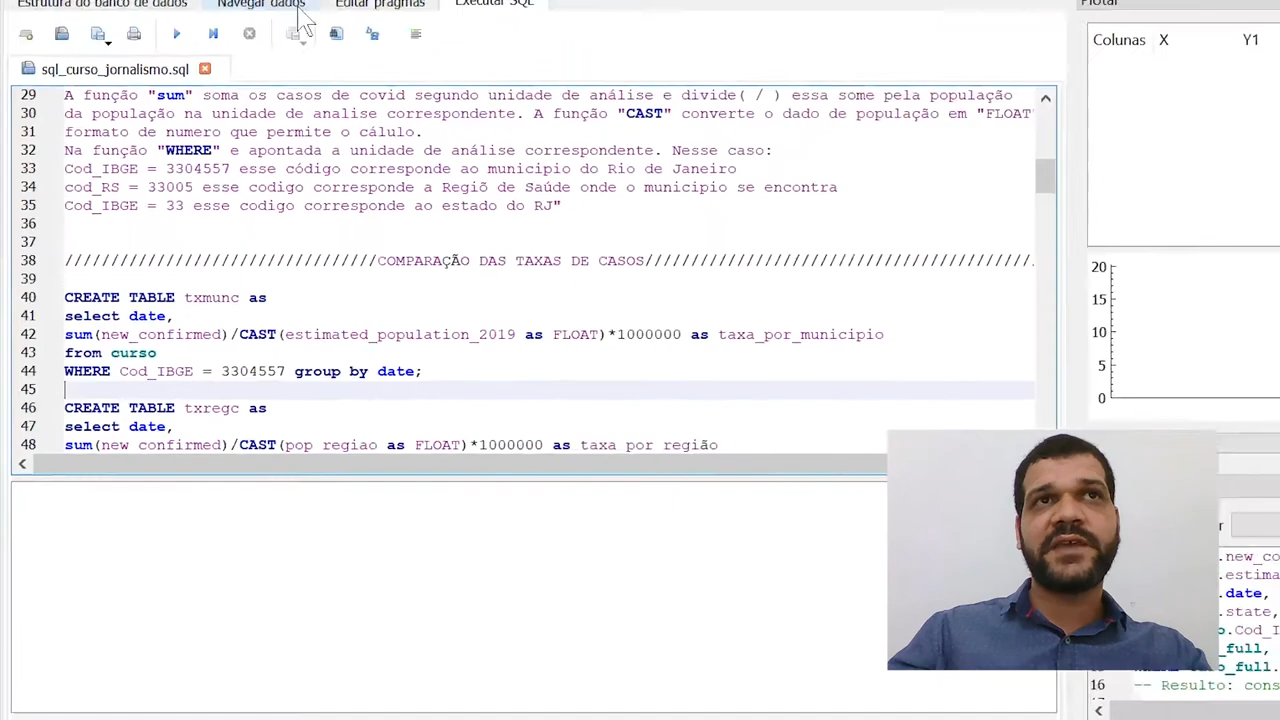 Estrutura do banco de dados Navegar dados Editar pragmas Executar SQL
Plotar
Colunas X Y1
sql_curso_jornalismo.sql
29 A função "sum" soma os casos de covid segundo unidade de análise e divide( / ) essa some pela população
30 da população na unidade de analise correspondente. A função "CAST" converte o dado de população em "FLOAT"
31 formato de numero que permite o cálulo.
32 Na função "WHERE" e apontada a unidade de análise correspondente. Nesse caso:
33 Cod_IBGE = 3304557 esse código corresponde ao municipio do Rio de Janeiro
34 cod_RS = 33005 esse codigo corresponde a Regiõ de Saúde onde o municipio se encontra
35 Cod_IBGE = 33 esse codigo corresponde ao estado do RJ"
36
37
38 //////////////////////////////////COMPARAÇÃO DAS TAXAS DE CASOS//////////////////////////////////////////
39
40 CREATE TABLE txmunc as
41 select date,
42 sum(new_confirmed)/CAST(estimated_population_2019 as FLOAT)*1000000 as taxa_por_municipio
43 from curso
44 WHERE Cod_IBGE = 3304557 group by date;
45
46 CREATE TABLE txregc as
47 select date,
48 sum(new_confirmed)/CAST(pop_regiao as FLOAT)*1000000 as taxa_por_região
20
15
10
5
0
r
.new_co
.estima
.date,
.state,
o.Cod_I
_full,
o_full.
16 -- Resulto: cons